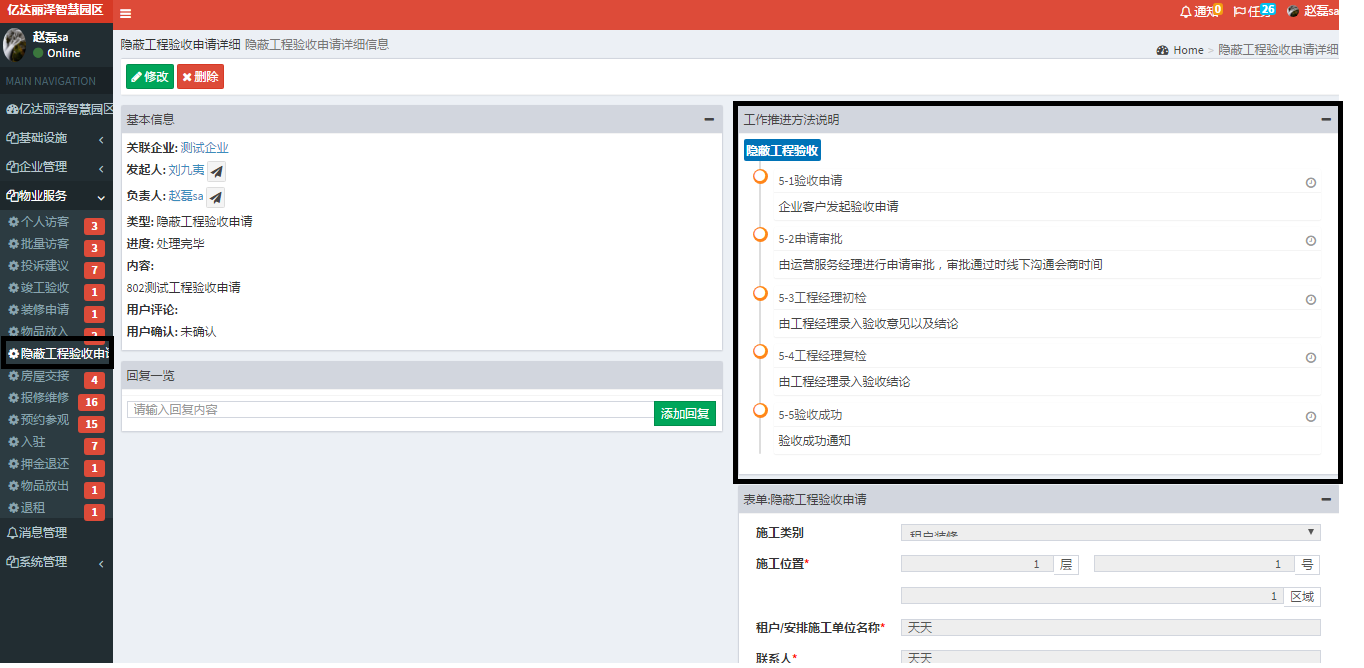 亿达丽泽智慧园区
通知 0
任务 26
赵磊sa
赵磊sa
Online
MAIN NAVIGATION
亿达丽泽智慧园区
基础设施
企业管理
物业服务
个人访客 3
批量访客 3
投诉建议 7
竣工验收 1
装修申请 1
物品放入
隐蔽工程验收申请
房屋交接 4
报修维修 16
预约参观 15
入驻 7
押金退还 1
物品放出 1
退租 1
消息管理
系统管理
隐蔽工程验收申请详细 隐蔽工程验收申请详细信息
Home > 隐蔽工程验收申请详细
修改 删除
基本信息
关联企业: 测试企业
发起人: 刘九夷
负责人: 赵磊sa
类型: 隐蔽工程验收申请
进度: 处理完毕
内容:
802测试工程验收申请
用户评论:
用户确认: 未确认
回复一览
请输入回复内容
添加回复
工作推进方法说明
隐蔽工程验收
5-1验收申请
企业客户发起验收申请
5-2申请审批
由运营服务经理进行申请审批，审批通过时线下沟通会商时间
5-3工程经理初检
由工程经理录入验收意见以及结论
5-4工程经理复检
由工程经理录入验收结论
5-5验收成功
验收成功通知
表单:隐蔽工程验收申请
施工类别 租户装修
施工位置* 1 层 1 号
1 区域
租户/安排施工单位名称* 天天
联系人* 天天